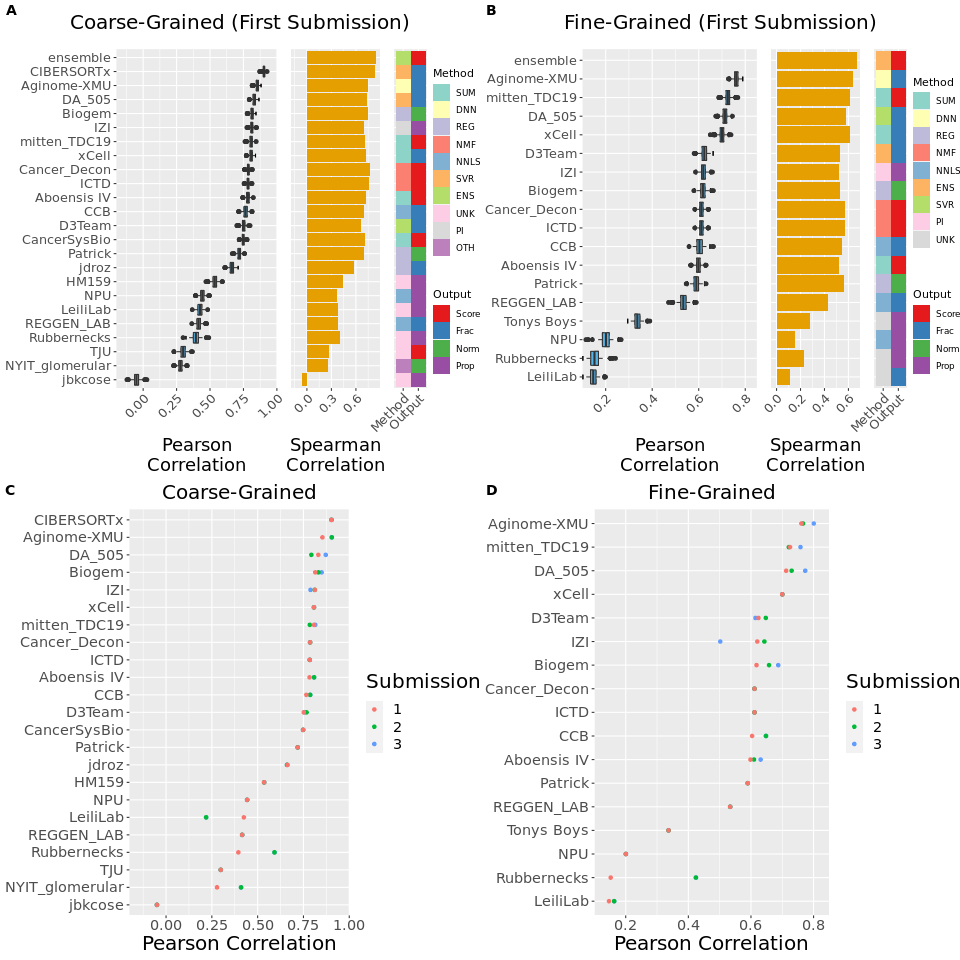 A
Coarse-Grained (First Submission)
ensemble
CIBERSORTx
Aginome-XMU
DA_505
Biogem
IZI
mitten_TDC19
xCell
Cancer_Decon
ICTD
Aboensis IV
CCB
D3Team
CancerSysBio
Patrick
jdroz
HM159
NPU
LeiliLab
REGGEN_LAB
Rubbernecks
TJU
NYIT_glomerular
jbkcose
0.00 0.25 0.50 0.75 1.00
Pearson
Correlation
0.0 0.3 0.6
Spearman
Correlation
Method
Output
Method
SUM
DNN
REG
NMF
NNLS
SVR
ENS
UNK
PI
OTH
Output
Score
Frac
Norm
Prop
B
Fine-Grained (First Submission)
ensemble
Aginome-XMU
mitten_TDC19
DA_505
xCell
D3Team
IZI
Biogem
Cancer_Decon
ICTD
CCB
Aboensis IV
Patrick
REGGEN_LAB
Tonys Boys
NPU
Rubbernecks
LeiliLab
0.2 0.4 0.6 0.8
Pearson
Correlation
0.0 0.2 0.4 0.6
Spearman
Correlation
Method
Output
Method
SUM
DNN
REG
NMF
NNLS
ENS
SVR
PI
UNK
Output
Score
Frac
Norm
Prop
C
Coarse-Grained
CIBERSORTx
Aginome-XMU
DA_505
Biogem
IZI
xCell
mitten_TDC19
Cancer_Decon
ICTD
Aboensis IV
CCB
D3Team
CancerSysBio
Patrick
jdroz
HM159
NPU
LeiliLab
REGGEN_LAB
Rubbernecks
TJU
NYIT_glomerular
jbkcose
0.00 0.25 0.50 0.75 1.00
Pearson Correlation
Submission
1
2
3
D
Fine-Grained
Aginome-XMU
mitten_TDC19
DA_505
xCell
D3Team
IZI
Biogem
Cancer_Decon
ICTD
CCB
Aboensis IV
Patrick
REGGEN_LAB
Tonys Boys
NPU
Rubbernecks
LeiliLab
0.2 0.4 0.6 0.8
Pearson Correlation
Submission
1
2
3